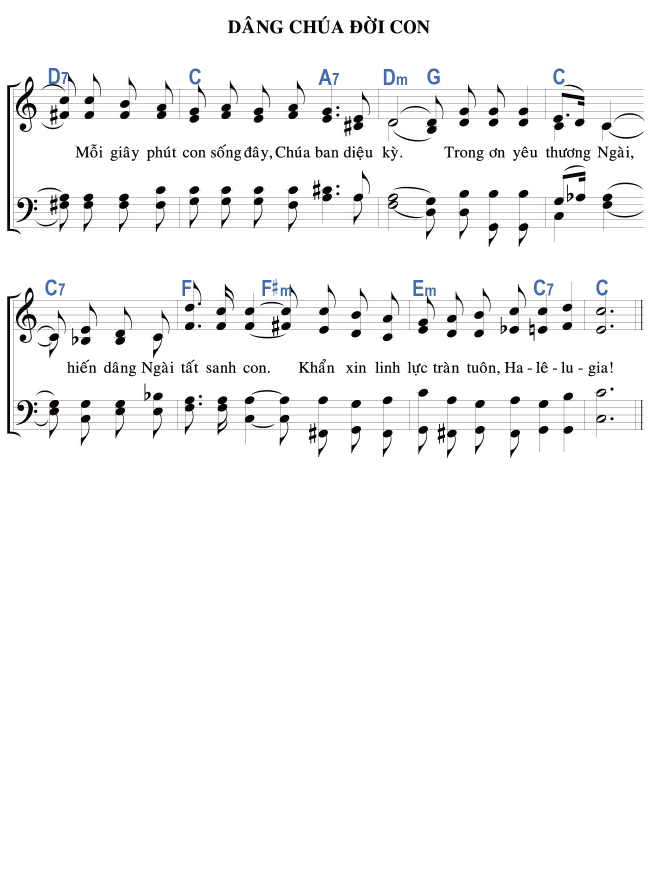 DÂNG CHÚA ĐỜI CON
D7 C A7 Dm G C
Mỗi giây phút con sống đây, Chúa ban diệu kỳ. Trong ơn yêu thương Ngài,
C7 F F#m Em C7 C
hiến dâng Ngài tất sanh con. Khẩn xin linh lực tràn tuôn, Ha - lê - lu - gia!